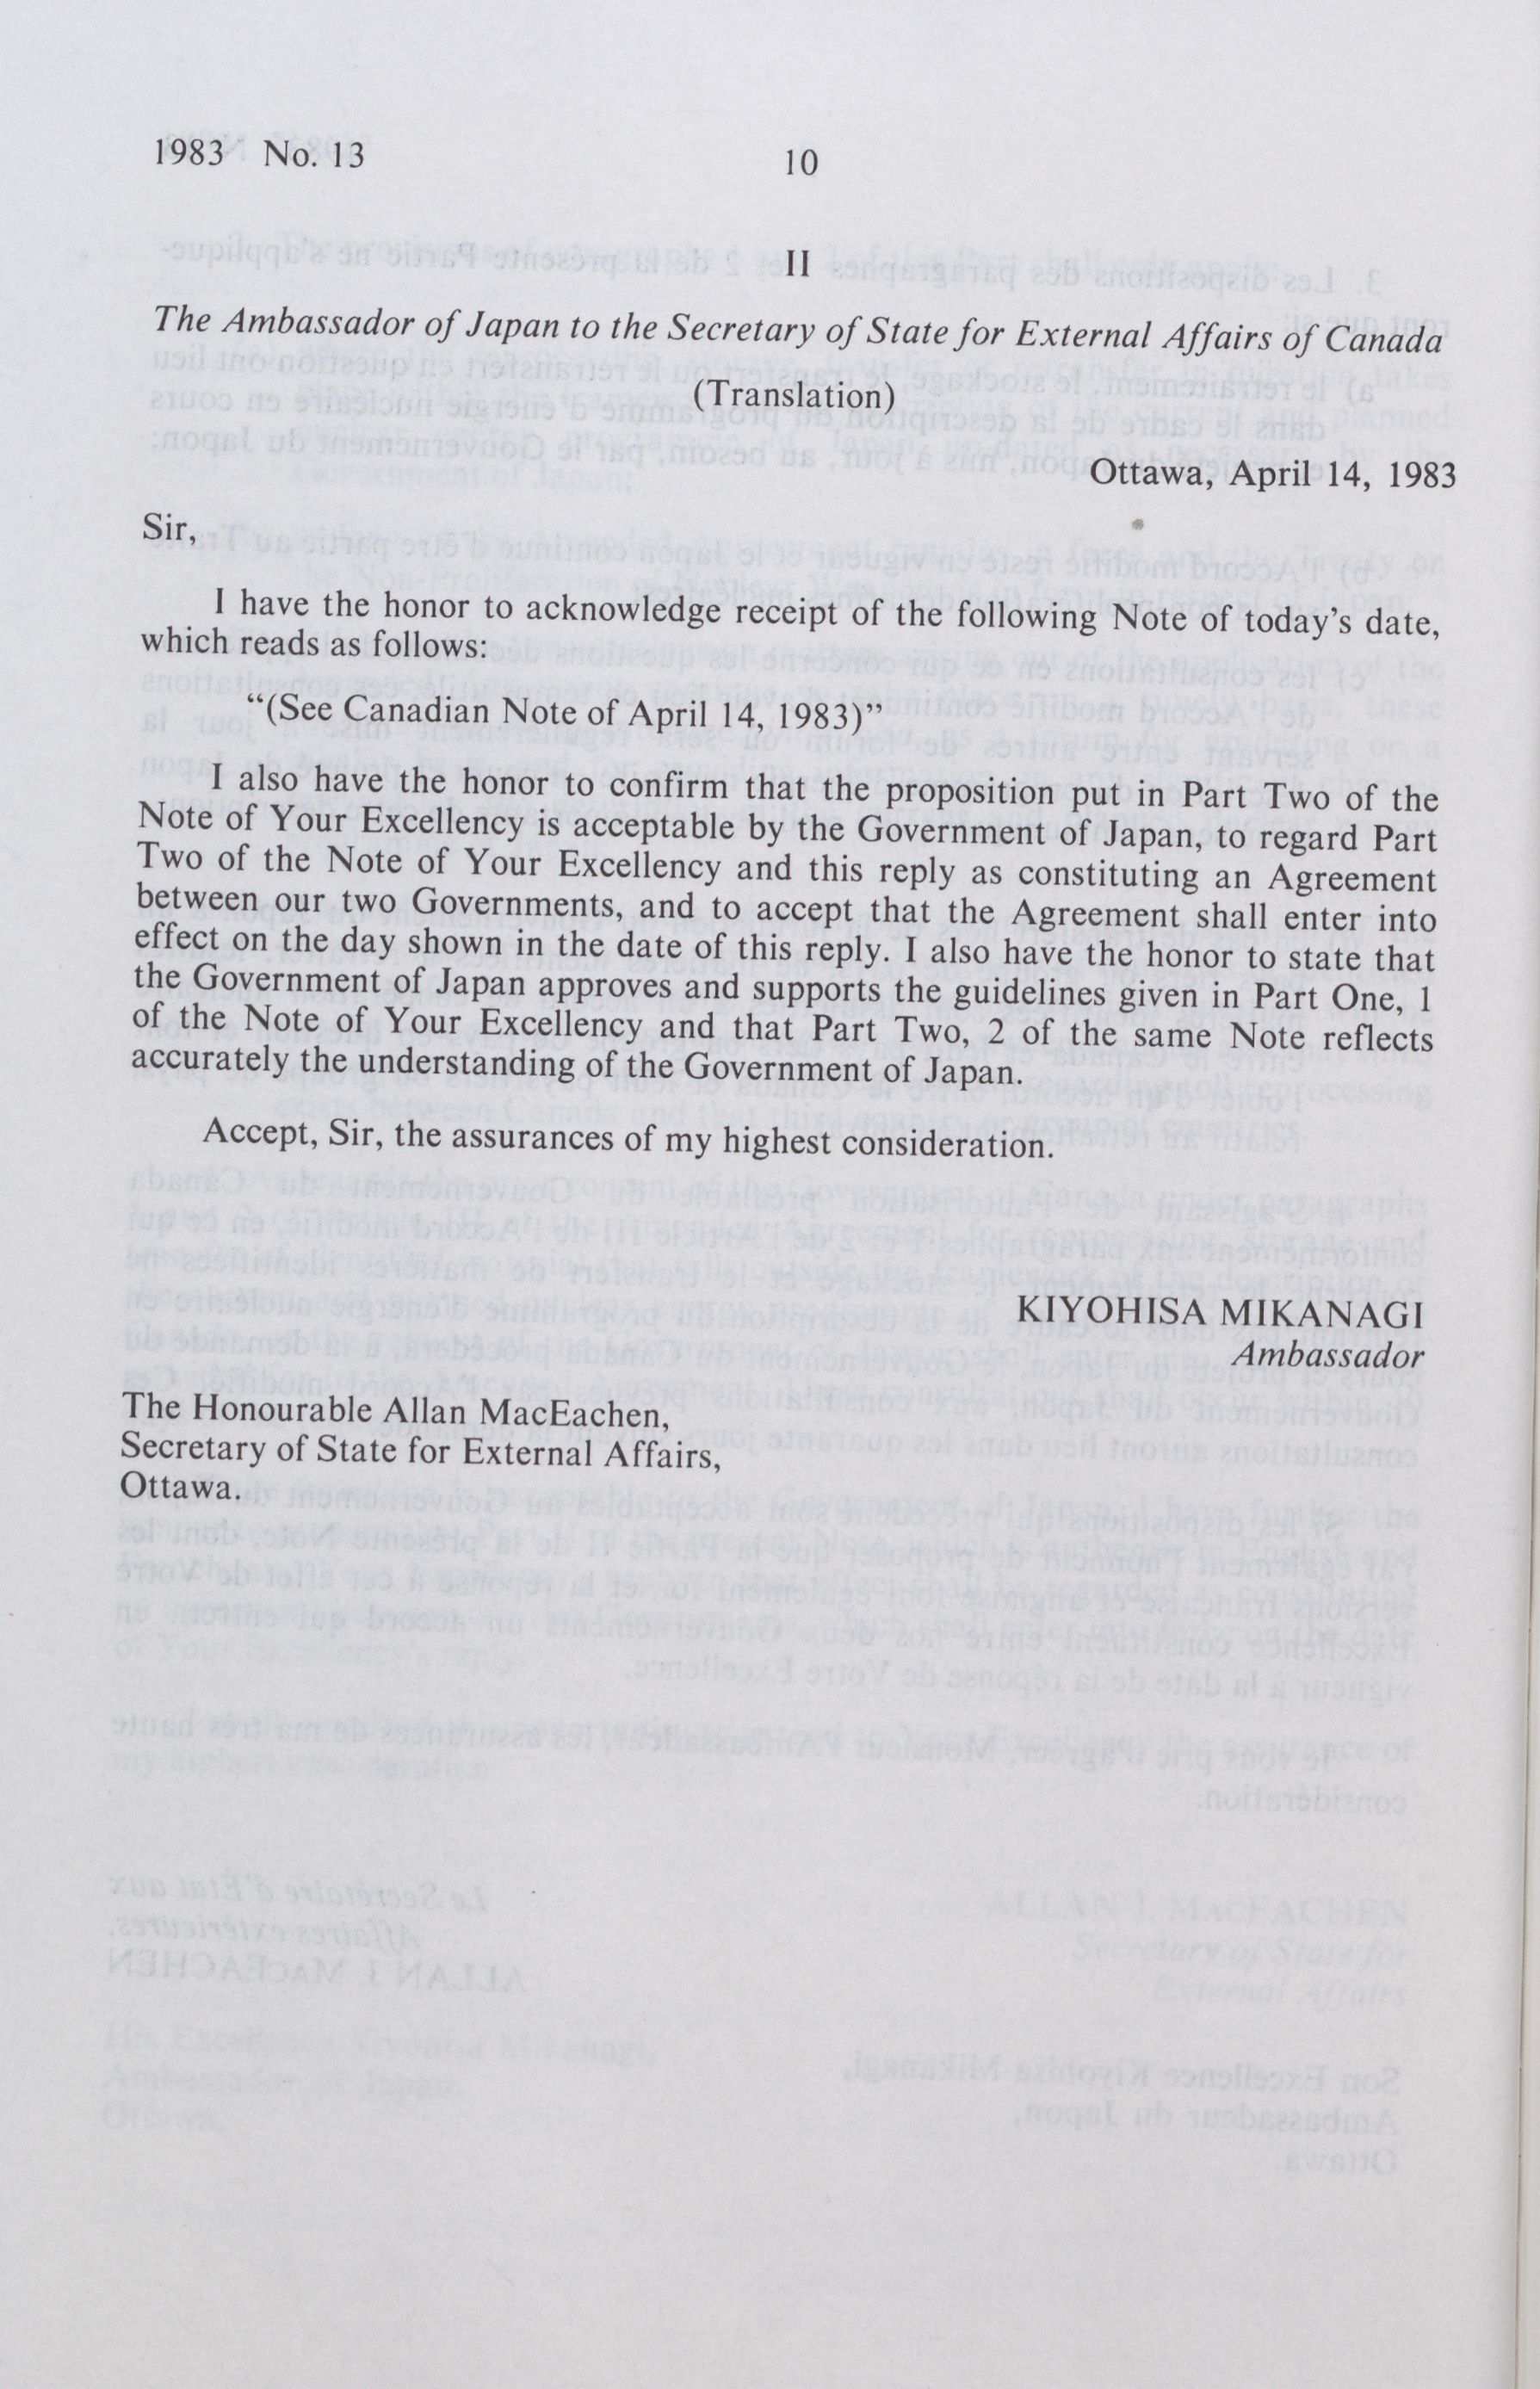 1983 No. 13
10
II
The Ambassador of Japan to the Secretary of State for External Affairs of Canada
(Translation)
Ottawa, April 14, 1983
Sir,
I have the honor to acknowledge receipt of the following Note of today's date,
which reads as follows:
“(See Canadian Note of April 14, 1983)”
I also have the honor to confirm that the proposition put in Part Two of the
Note of Your Excellency is acceptable by the Government of Japan, to regard Part
Two of the Note of Your Excellency and this reply as constituting an Agreement
between our two Governments, and to accept that the Agreement shall enter into
effect on the day shown in the date of this reply. I also have the honor to state that
the Government of Japan approves and supports the guidelines given in Part One, 1
of the Note of Your Excellency and that Part Two, 2 of the same Note reflects
accurately the understanding of the Government of Japan.
Accept, Sir, the assurances of my highest consideration.
KIYOHISA MIKANAGI
Ambassador
The Honourable Allan MacEachen,
Secretary of State for External Affairs,
Ottawa.